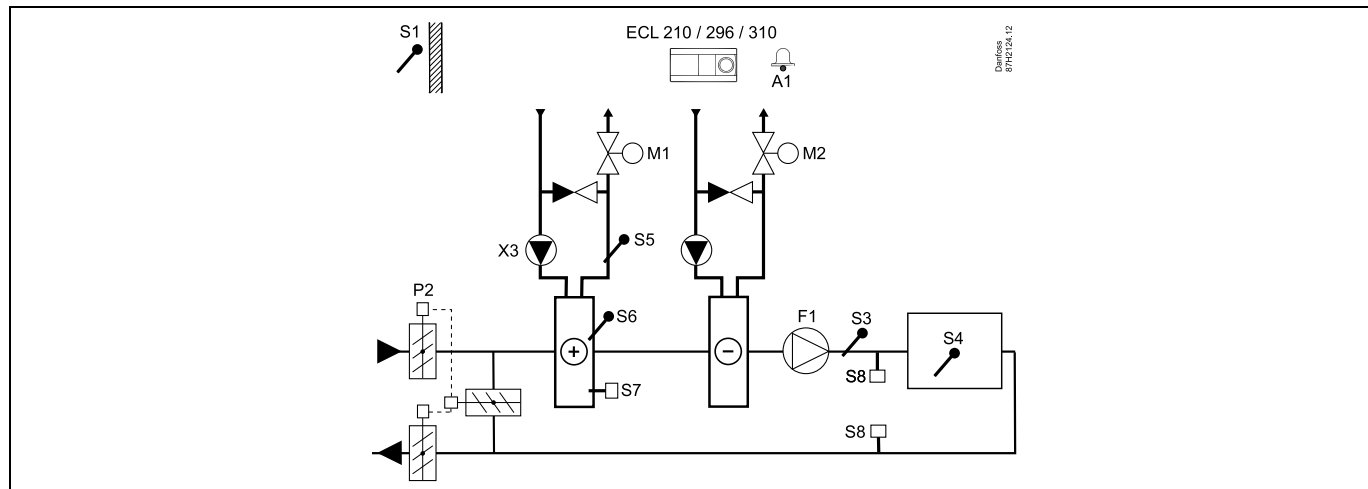 S1
ECL 210 / 296 / 310
A1
Danfoss
87H2124.12
M1
M2
X3
S5
P2
S6
F1
S3
S4
+
−
S7
S8
S8